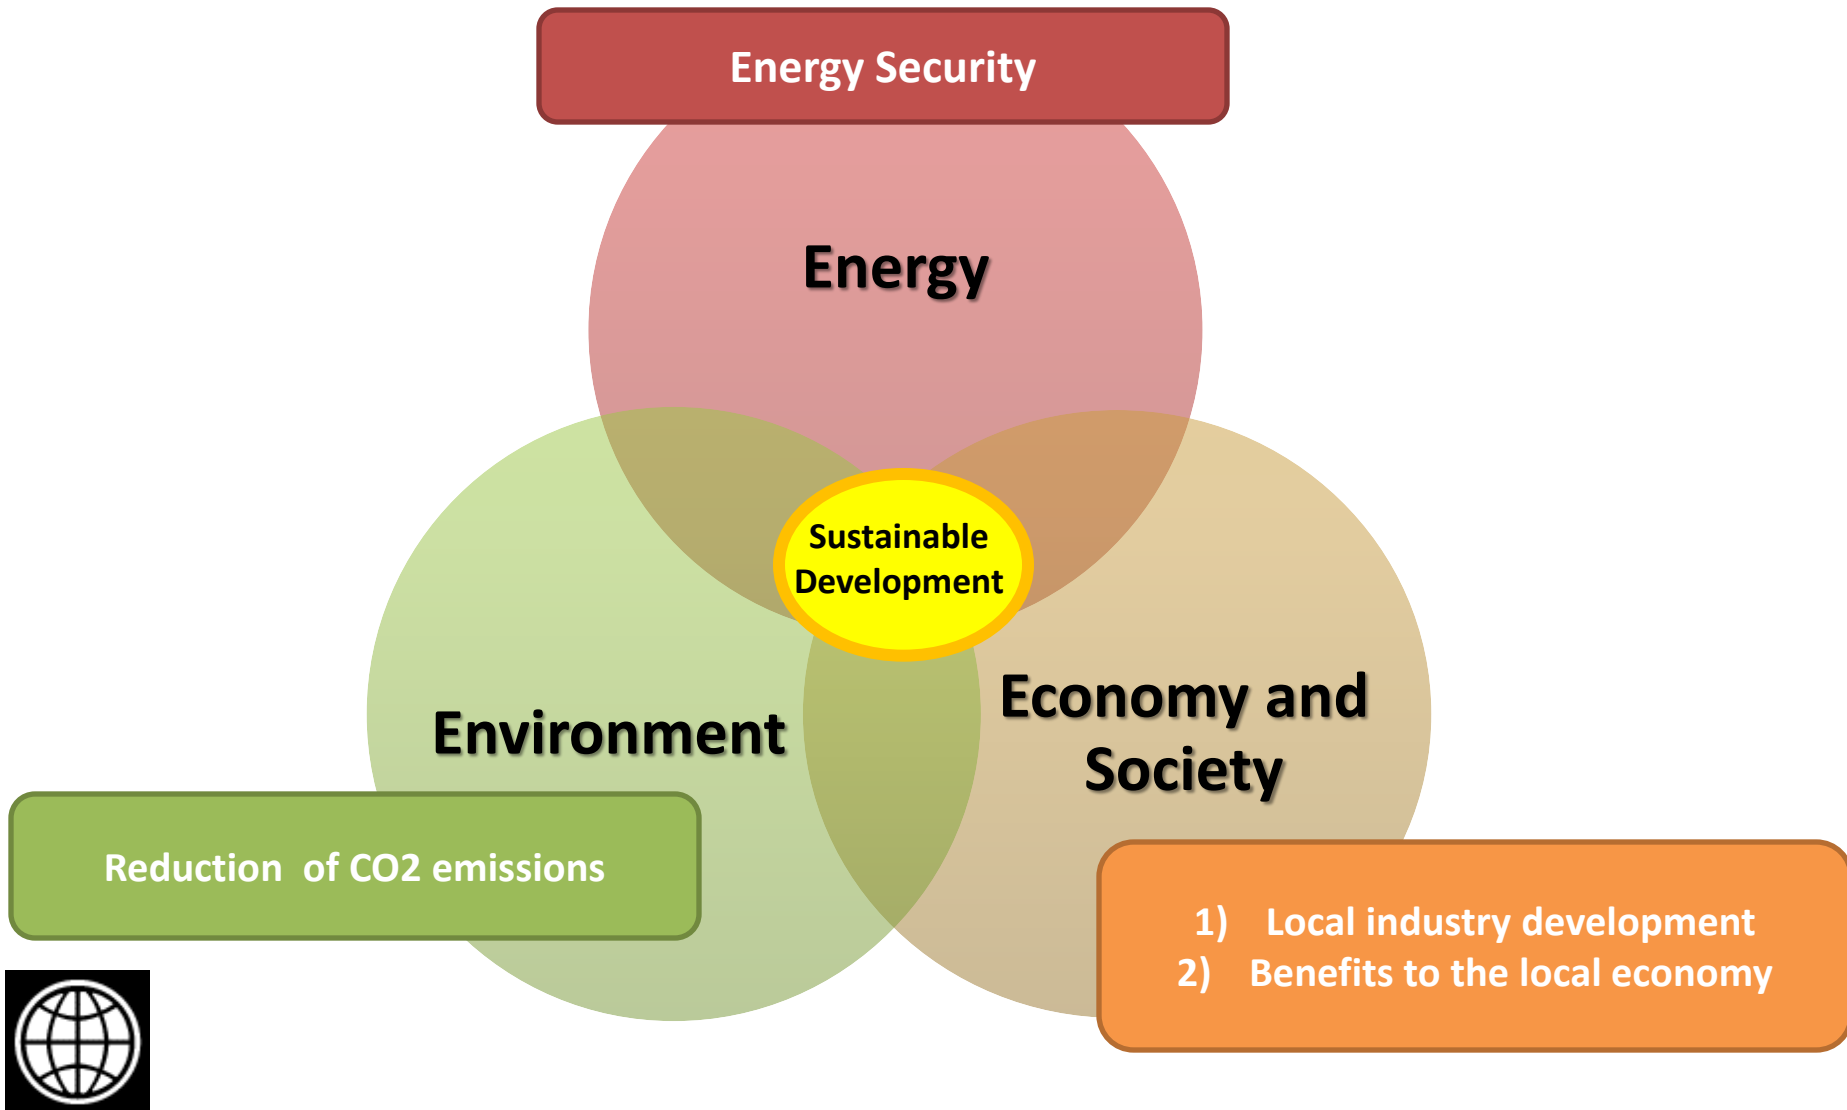 Energy Security
Energy
Sustainable
Development
Environment
Economy and
Society
Reduction  of CO2 emissions
1) Local industry development
2) Benefits to the local economy